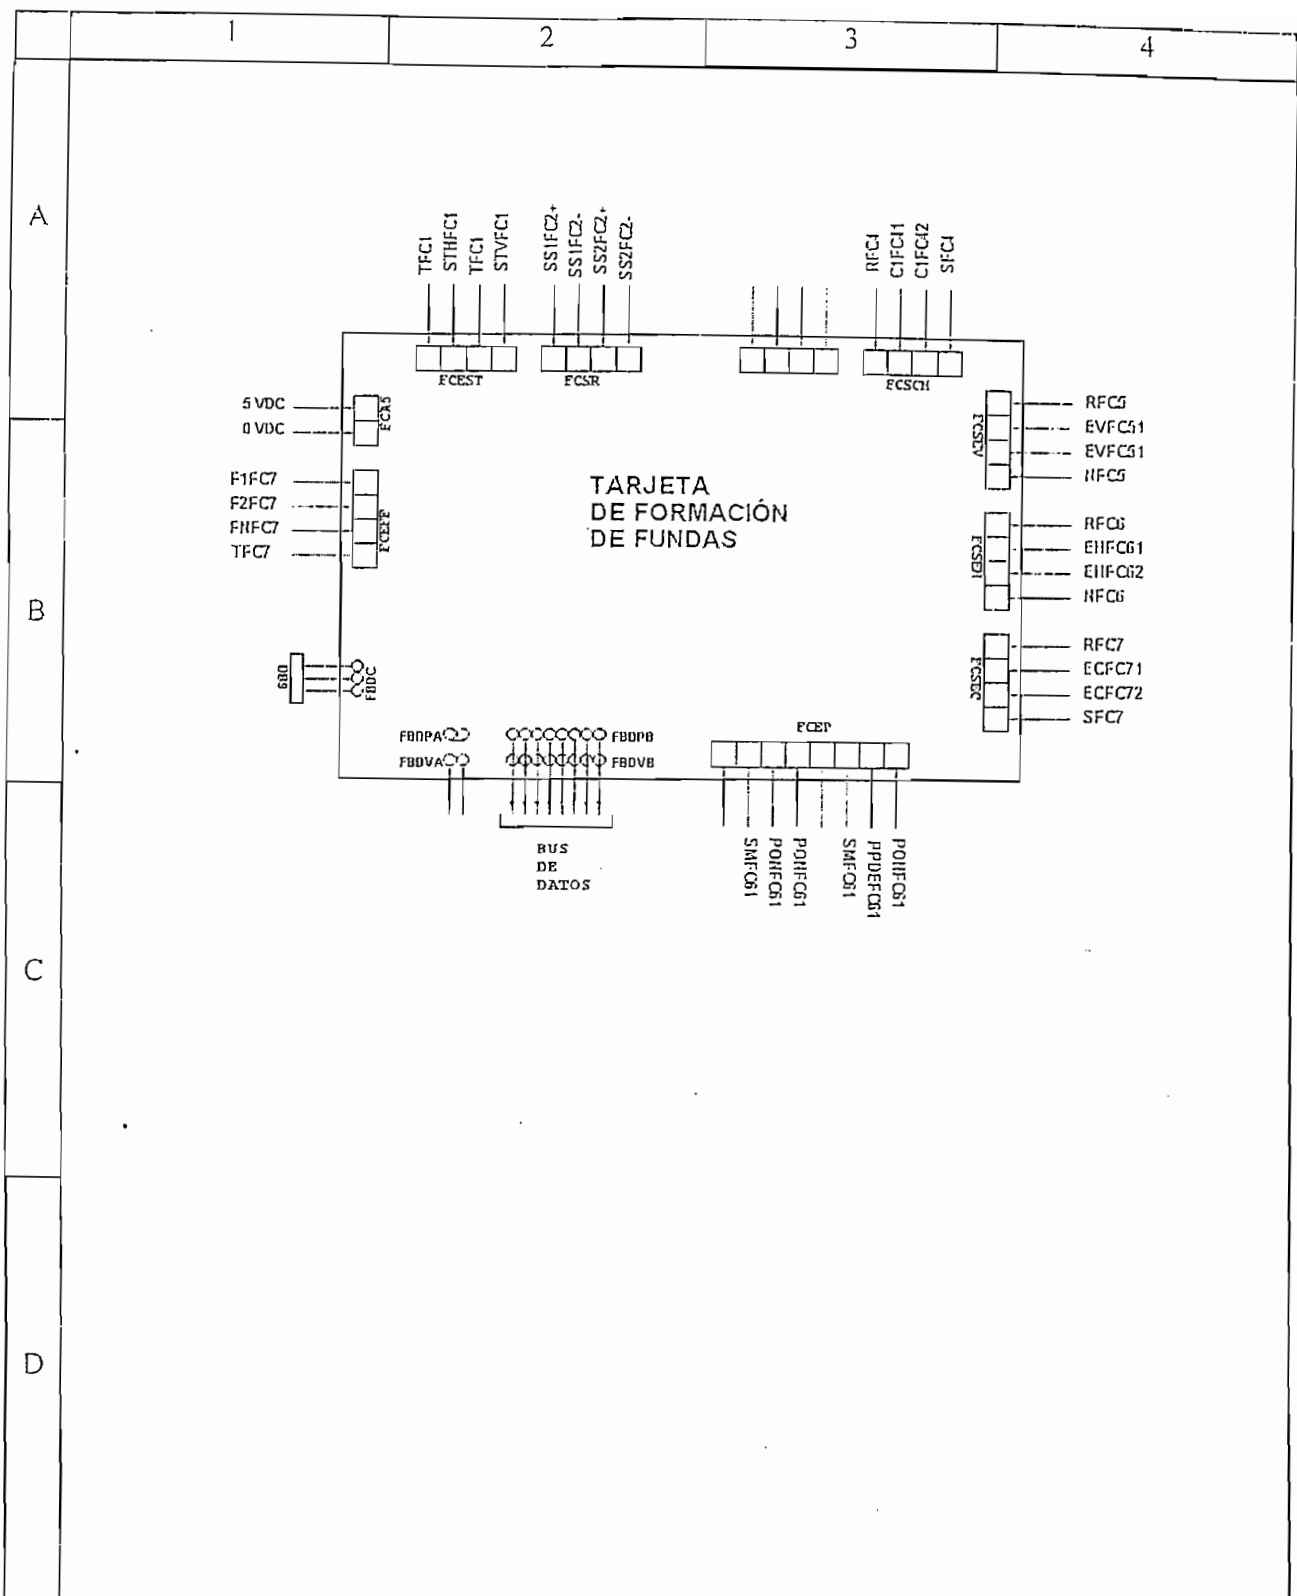 1
2
3
4
A
B
C
D
TFC1
STHFC1
TFC1
STVFC1
SS1FC2+
SS1FC2-
SS2FC2+
SS2FC2-
RFC4
C1FC41
C1FC42
SFC4
FCEST
FCSR
FCSCH
5 VDC
0 VDC
FCA5
F1FC7
F2FC7
FNFC7
TFC7
TARJETA
DE FORMACIÓN
DE FUNDAS
FCSEV
RFC5
EVFC51
EVFC51
NFC5
RFC6
EHFC61
EHFC62
NFC6
FCSEC
RFC7
ECFC71
ECFC72
SFC7
DB9
FBDC
FBDPA
FBDPB
FBDVA
FBDVB
FCEP
BUS
DE
DATOS
SMFC61
PONFC61
PONFC61
SMFC61
PPDEFC61
PONFC61